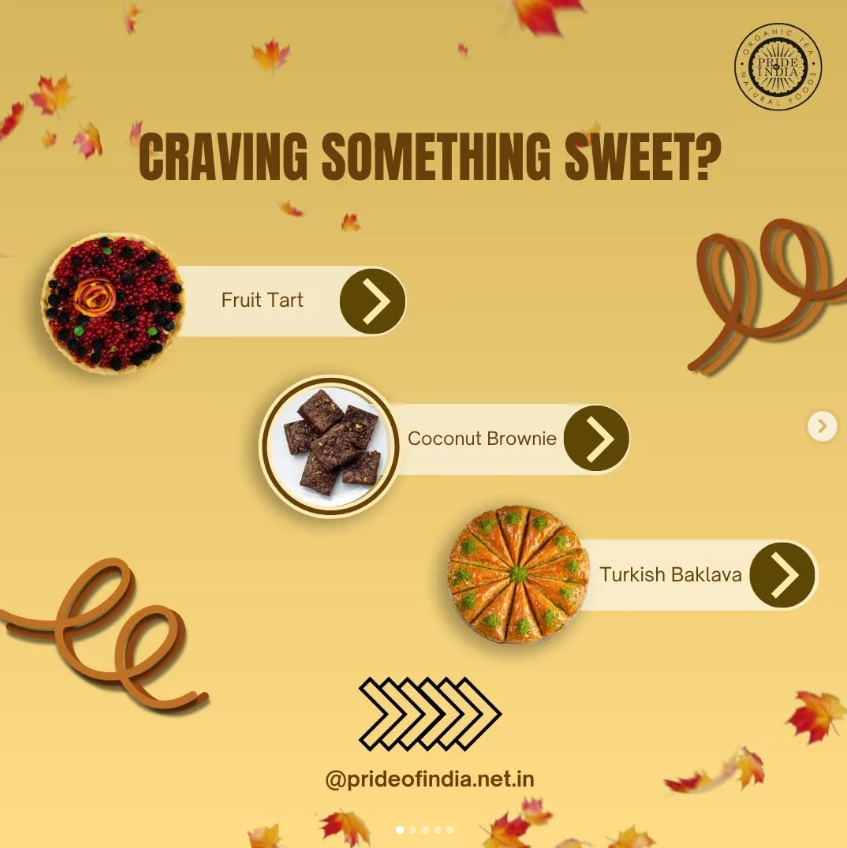 ORGANIC TEA
PRIDE
OF
INDIA
NATURAL FOODS
CRAVING SOMETHING SWEET?
Fruit Tart
Coconut Brownie
Turkish Baklava
@prideofindia.net.in